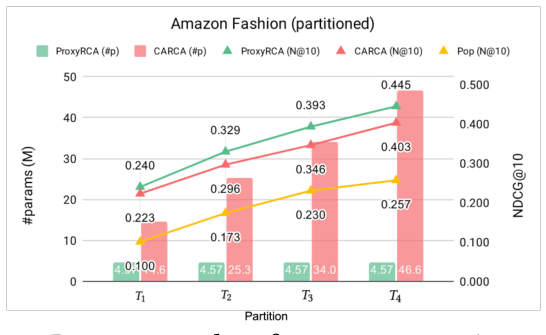 Amazon Fashion (partitioned)
ProxyRCA (#p) CARCA (#p) ProxyRCA (N@10) CARCA (N@10) Pop (N@10)
50 0.500
0.445
0.393
40 0.400
0.329 0.403
30 0.300
0.240 0.346
0.296
20 0.257 0.200
0.223 0.230
0.173
10 0.100
0.100
4.57 25.3 4.57 34.0 4.57 46.6
0 0.000
T1 T2 T3 T4
#params (M)
NDCG@10
Partition